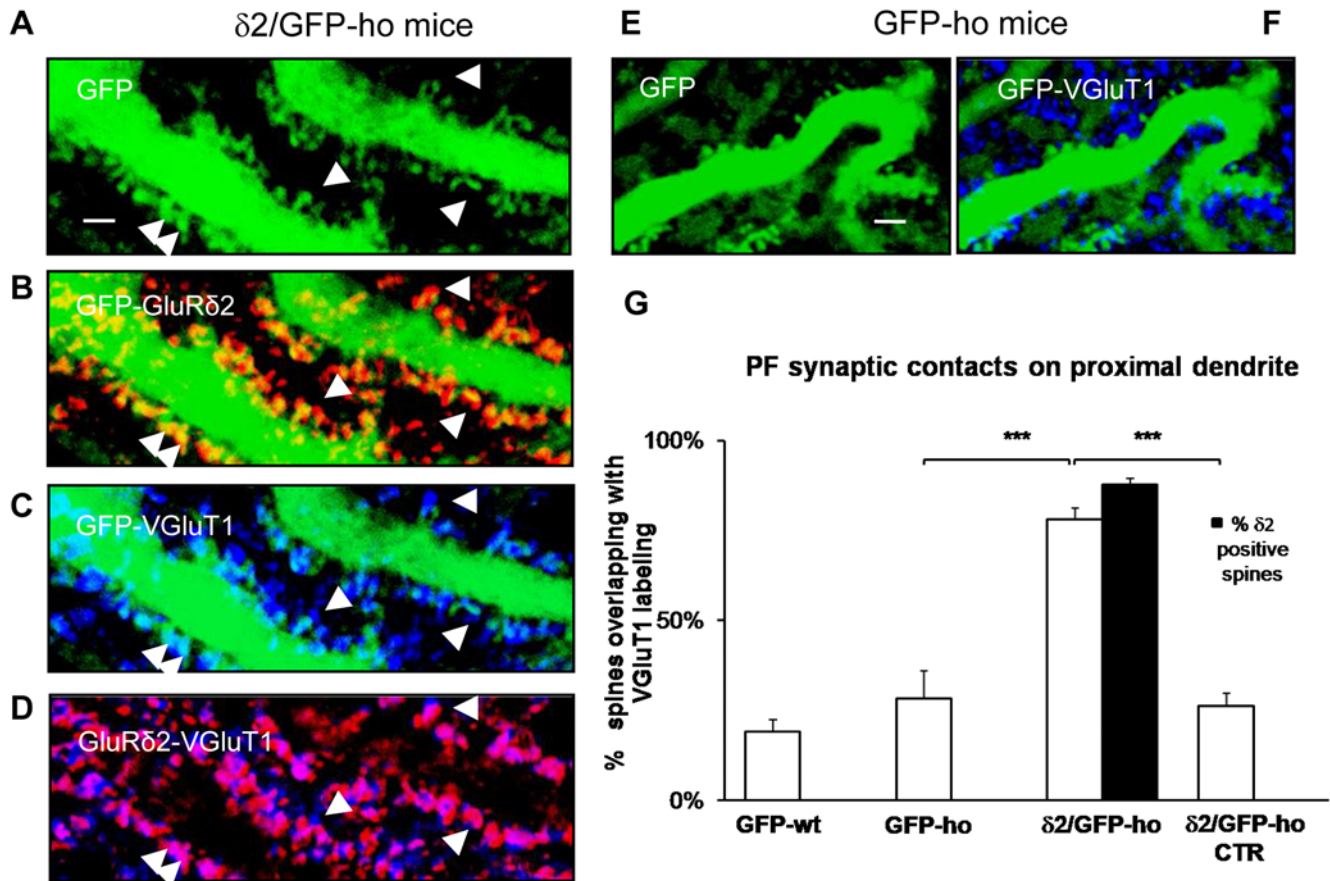 A
δ2/GFP-ho mice
GFP
B
GFP-GluRδ2
C
GFP-VGluT1
D
GluRδ2-VGluT1
E
GFP-ho mice
F
GFP
GFP-VGluT1
G
PF synaptic contacts on proximal dendrite
% spines overlapping with
VGluT1 labeling
100%
50%
0%
***
***
■ % δ2
positive
spines
GFP-wt
GFP-ho
δ2/GFP-ho
δ2/GFP-ho
CTR